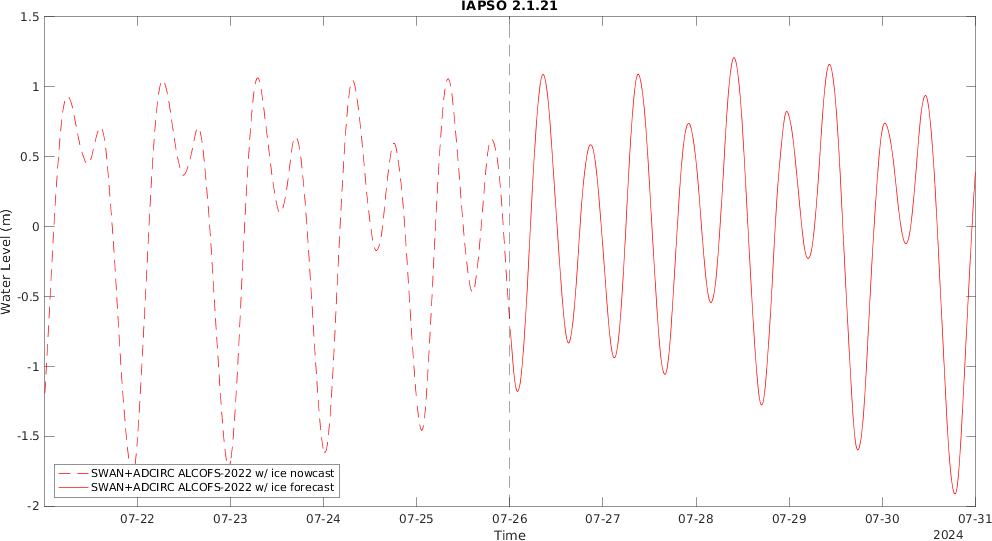 IAPSO 2.1.21
1.5
1
0.5
0
-0.5
-1
-1.5
-2
Water Level (m)
SWAN+ADCIRC ALCOFS-2022 w/ ice nowcast
SWAN+ADCIRC ALCOFS-2022 w/ ice forecast
07-22 07-23 07-24 07-25 07-26 07-27 07-28 07-29 07-30 07-31
Time
2024